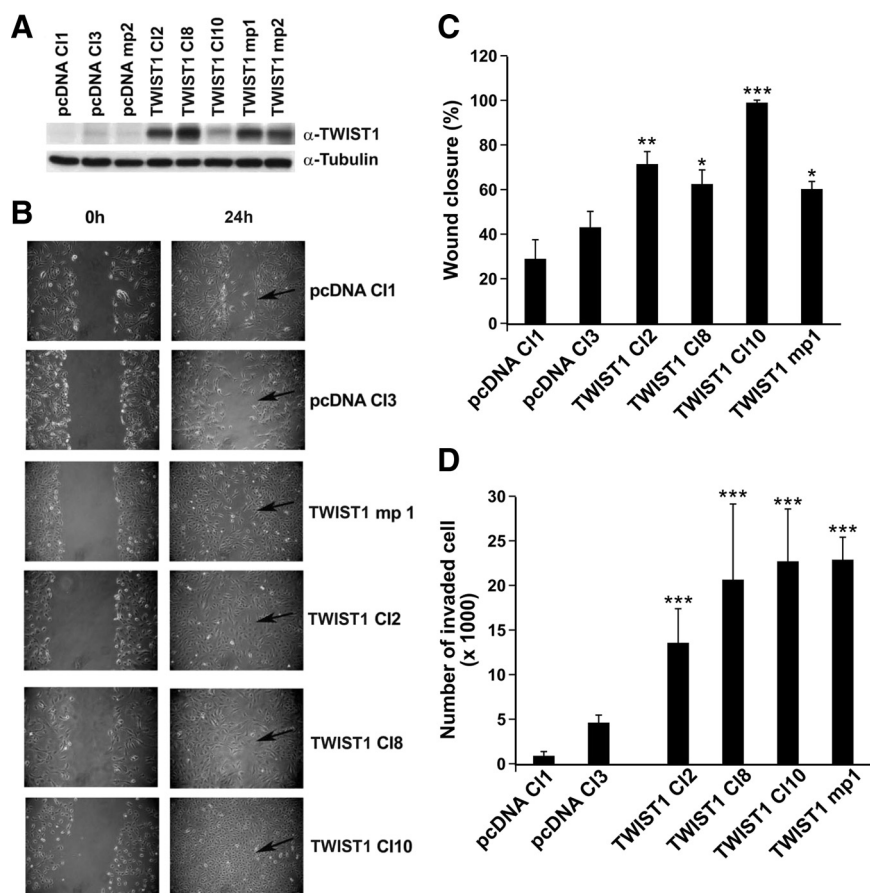 A
pcDNA Cl1
pcDNA Cl3
pcDNA mp2
TWIST1 Cl2
TWIST1 Cl8
TWIST1 Cl10
TWIST1 mp1
TWIST1 mp2
α-TWIST1
α-Tubulin
B
0h 24h
pcDNA Cl1
pcDNA Cl3
TWIST1 mp 1
TWIST1 Cl2
TWIST1 Cl8
TWIST1 Cl10
C
Wound closure (%)
120
100
80
60
40
20
0
**
*
***
*
pcDNA Cl1
pcDNA Cl3
TWIST1 Cl2
TWIST1 Cl8
TWIST1 Cl10
TWIST1 mp1
D
Number of invaded cell
(x 1000)
30
25
20
15
10
5
0
***
***
***
***
pcDNA Cl1
pcDNA Cl3
TWIST1 Cl2
TWIST1 Cl8
TWIST1 Cl10
TWIST1 mp1